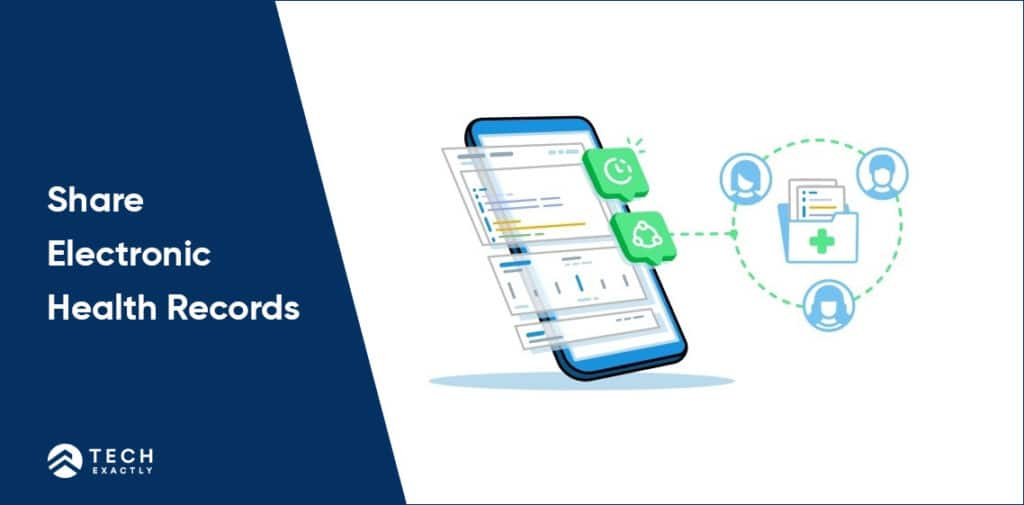 Share
Electronic
Health Records
TECH
EXACTLY